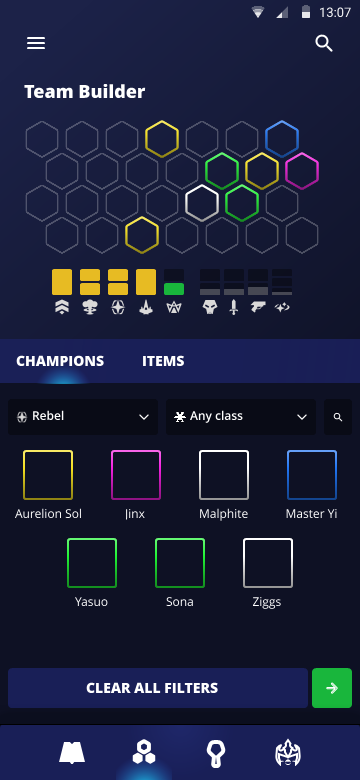 13:07
Team Builder
CHAMPIONS ITEMS
Rebel Any class
Aurelion Sol Jinx Malphite Master Yi
Yasuo Sona Ziggs
CLEAR ALL FILTERS